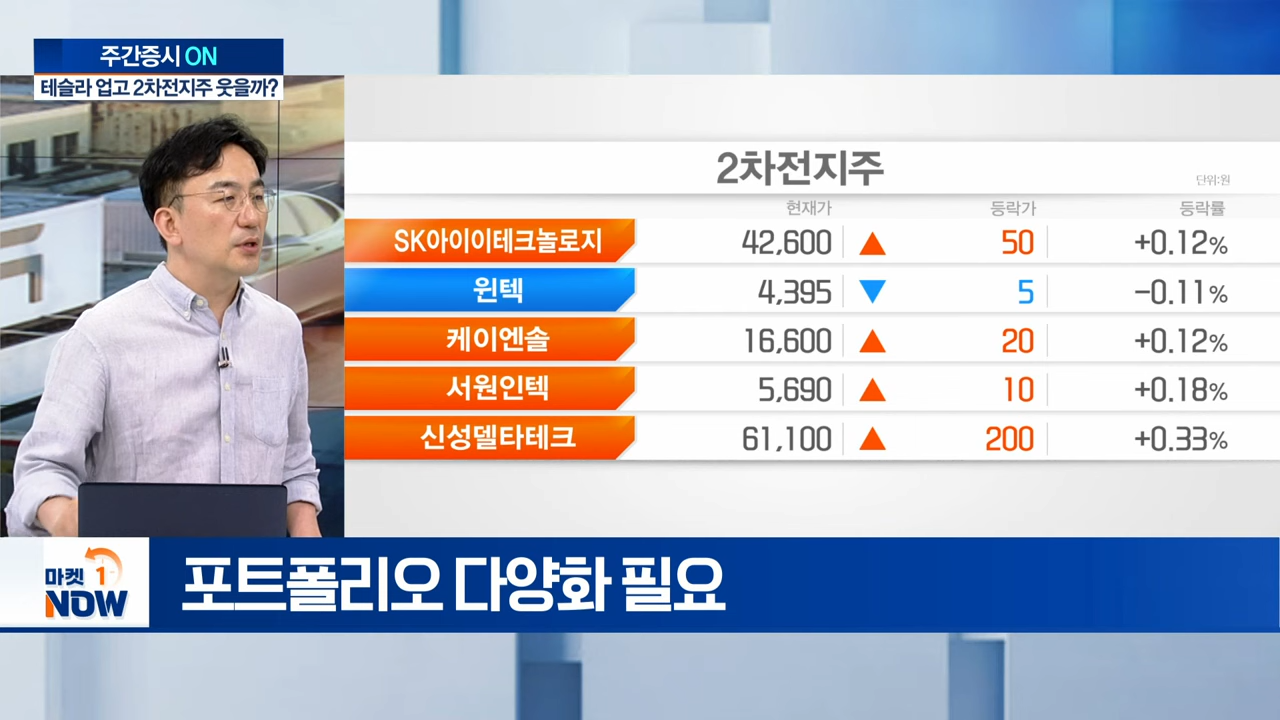 주간증시 ON
테슬라 업고 2차전지주 웃을까?
2차전지주
단위:원
현재가 등락가 등락률
SK아이이테크놀로지 42,600 ▲ 50 +0.12%
윈텍 4,395 ▼ 5 -0.11%
케이엔솔 16,600 ▲ 20 +0.12%
서원인텍 5,690 ▲ 10 +0.18%
신성델타테크 61,100 ▲ 200 +0.33%
마켓 1
NOW
포트폴리오 다양화 필요